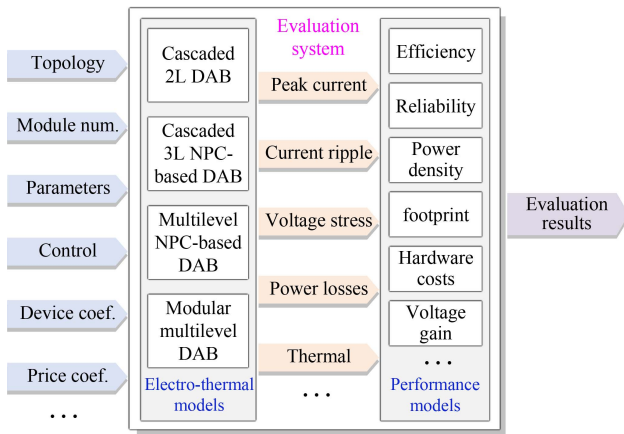 Topology
Module num.
Parameters
Control
Device coef.
Price coef.
...
Cascaded
2L DAB
Cascaded
3L NPC-
based DAB
Multilevel
NPC-based
DAB
Modular
multilevel
DAB
Electro-thermal
models
Evaluation
system
Peak current
Current ripple
Voltage stress
Power losses
Thermal
...
Efficiency
Reliability
Power
density
footprint
Hardware
costs
Voltage
gain
...
Performance
models
Evaluation
results